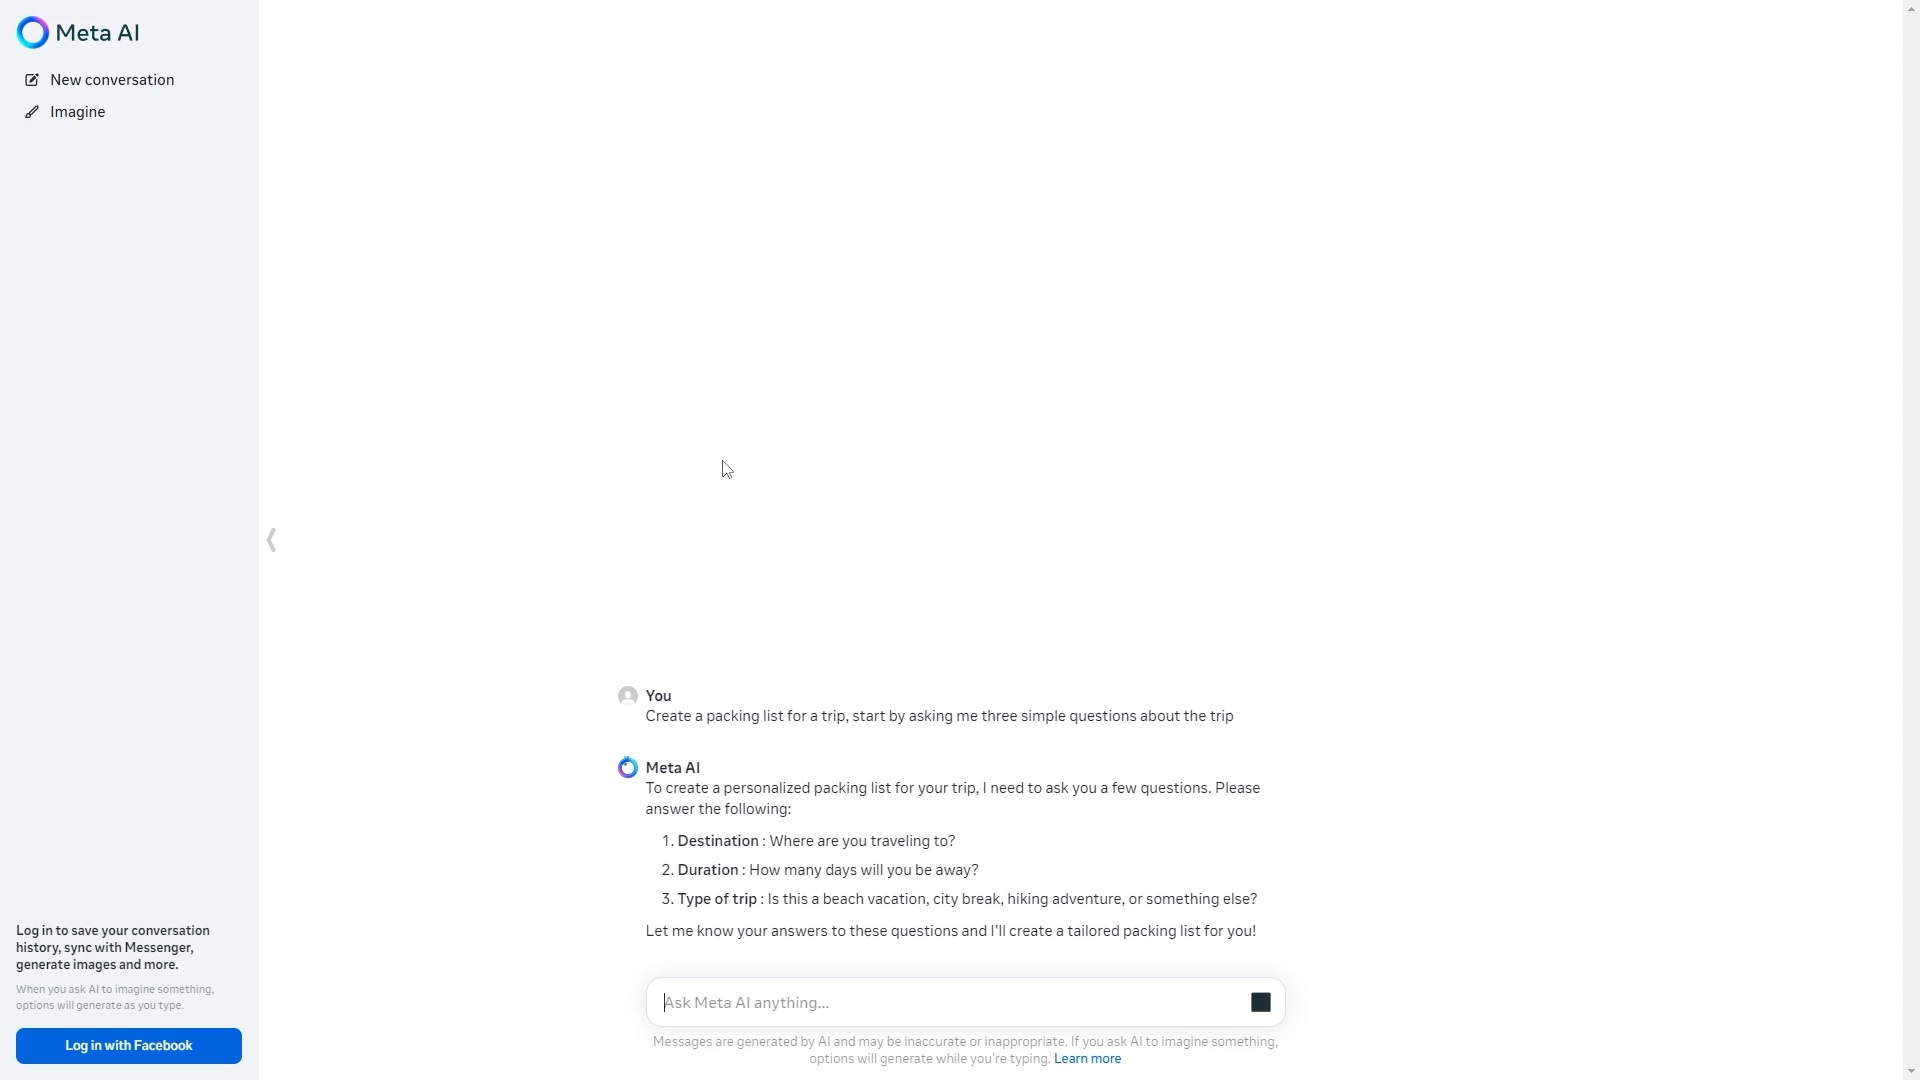 Meta AI
New conversation
Imagine
You
Create a packing list for a trip, start by asking me three simple questions about the trip
Meta AI
To create a personalized packing list for your trip, I need to ask you a few questions. Please
answer the following:
1. Destination : Where are you traveling to?
2. Duration : How many days will you be away?
3. Type of trip : Is this a beach vacation, city break, hiking adventure, or something else?
Let me know your answers to these questions and I'll create a tailored packing list for you!
Log in to save your conversation
history, sync with Messenger,
generate images and more.
When you ask AI to imagine something,
options will generate as you type.
Log in with Facebook
Ask Meta AI anything...
Messages are generated by AI and may be inaccurate or inappropriate. If you ask AI to imagine something,
options will generate while you're typing. Learn more